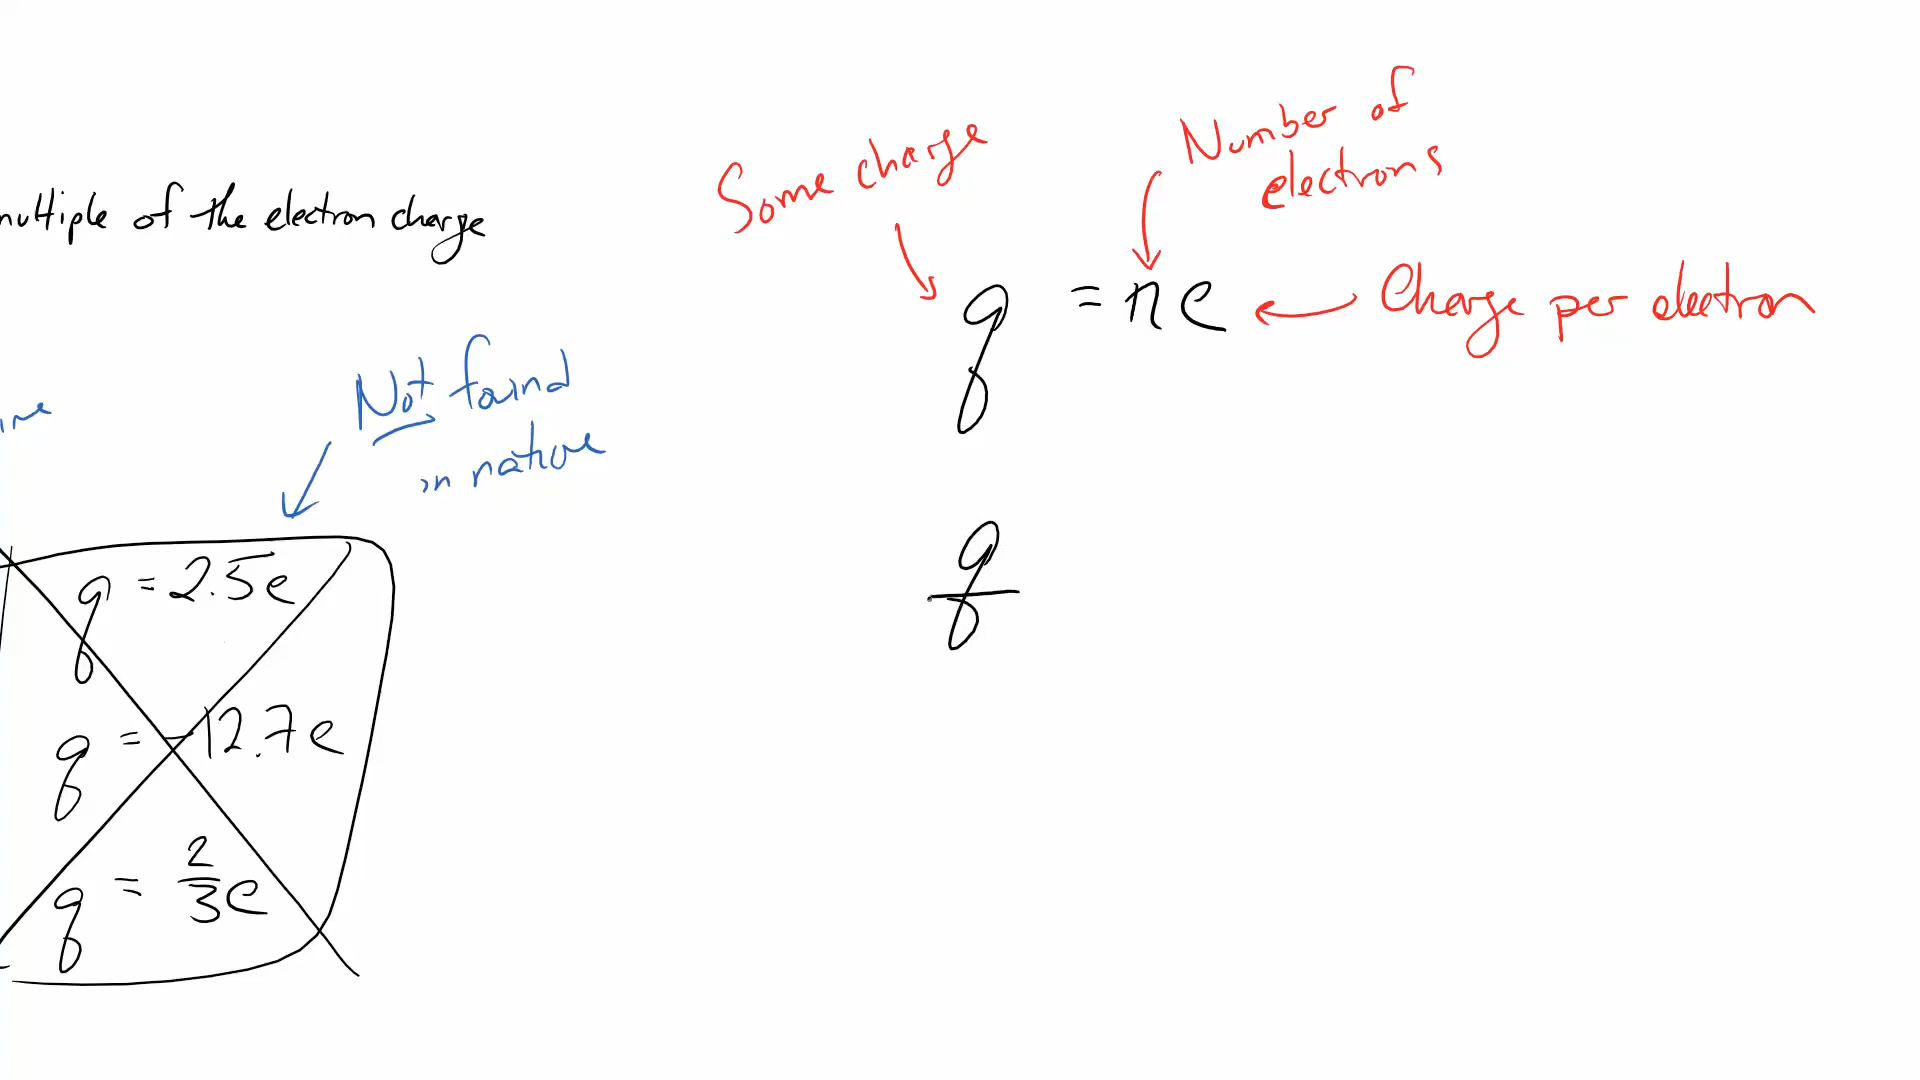 multiple of the electron charge
Not found
in nature
q = 2.5e
q = -12.7e
q = 2/3 e
Some charge
Number of
electrons
q = ne ← Charge per electron
q